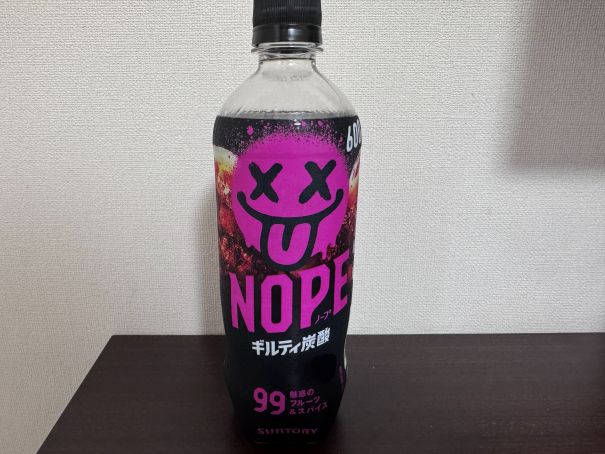 600
NOPE
ノープ
ギルティ炭酸
99 魅惑の
フルーツ
&スパイス
SUNTORY